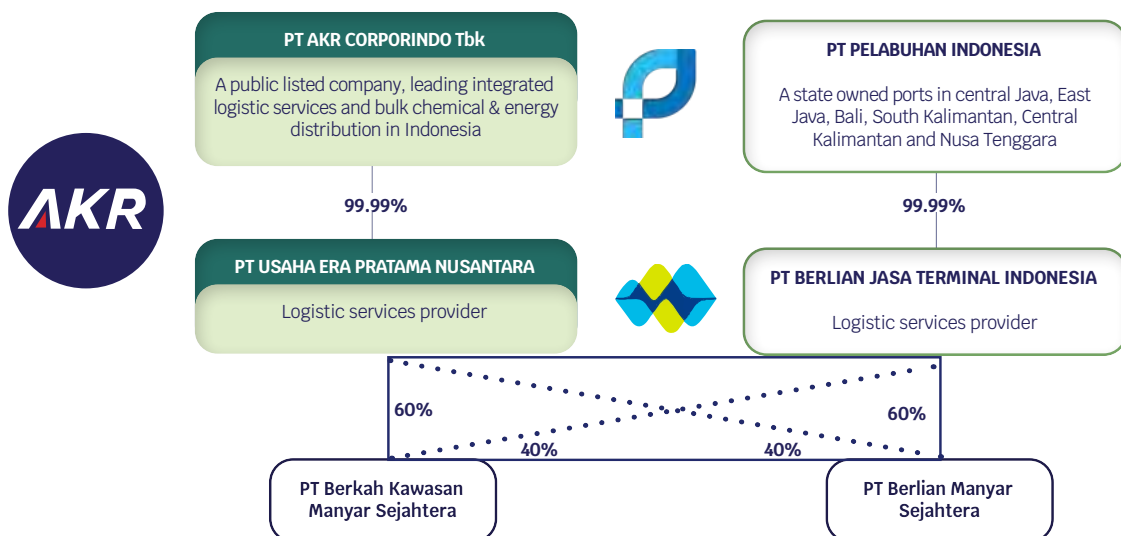 PT AKR CORPORINDO Tbk
A public listed company, leading integrated
logistic services and bulk chemical & energy
distribution in Indonesia
PT PELABUHAN INDONESIA
A state owned ports in central Java, East
Java, Bali, South Kalimantan, Central
Kalimantan and Nusa Tenggara
AKR
99.99%
99.99%
PT USAHA ERA PRATAMA NUSANTARA
Logistic services provider
PT BERLIAN JASA TERMINAL INDONESIA
Logistic services provider
60%
60%
40%
40%
PT Berkah Kawasan
Manyar Sejahtera
PT Berlian Manyar
Sejahtera